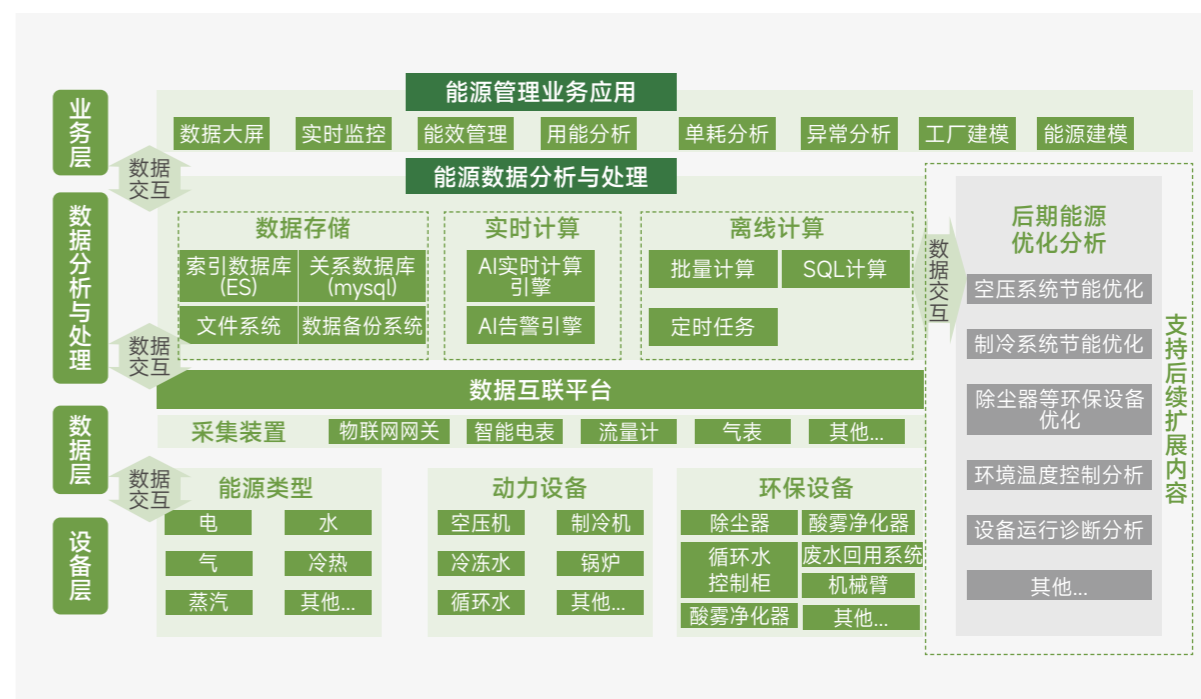 能源管理业务应用
业务层
数据大屏
实时监控
能效管理
用能分析
单耗分析
异常分析
工厂建模
能源建模
数据
交互
能源数据分析与处理
数据分析与处理
数据存储
索引数据库
(ES)
关系数据库
(mysql)
文件系统
数据备份系统
实时计算
AI实时计算
引擎
AI告警引擎
离线计算
批量计算
SQL计算
定时任务
数据
交互
数据互联平台
数据层
采集装置
物联网网关
智能电表
流量计
气表
其他...
数据
交互
设备层
能源类型
电
水
气
冷热
蒸汽
其他...
动力设备
空压机
制冷机
冷冻水
锅炉
循环水
其他...
环保设备
除尘器
酸雾净化器
循环水
控制柜
废水回用系统
机械臂
酸雾净化器
其他...
数据交互
后期能源
优化分析
空压系统节能优化
制冷系统节能优化
除尘器等环保设备
优化
环境温度控制分析
设备运行诊断分析
其他...
支持后续扩展内容